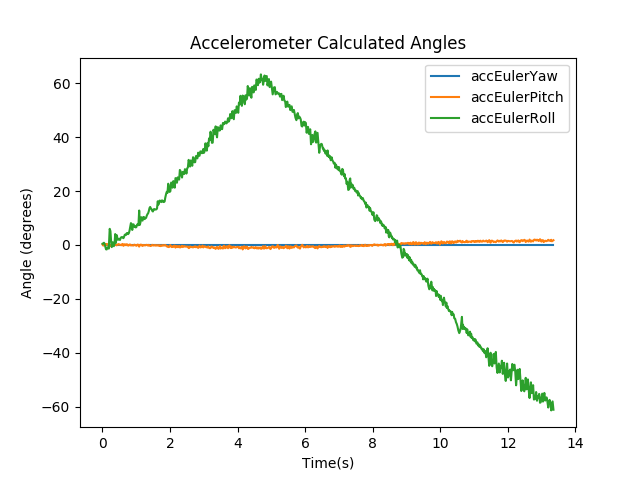 Accelerometer Calculated Angles
accEulerYaw
accEulerPitch
accEulerRoll
Angle (degrees)
60
40
20
0
−20
−40
−60
0 2 4 6 8 10 12 14
Time(s)